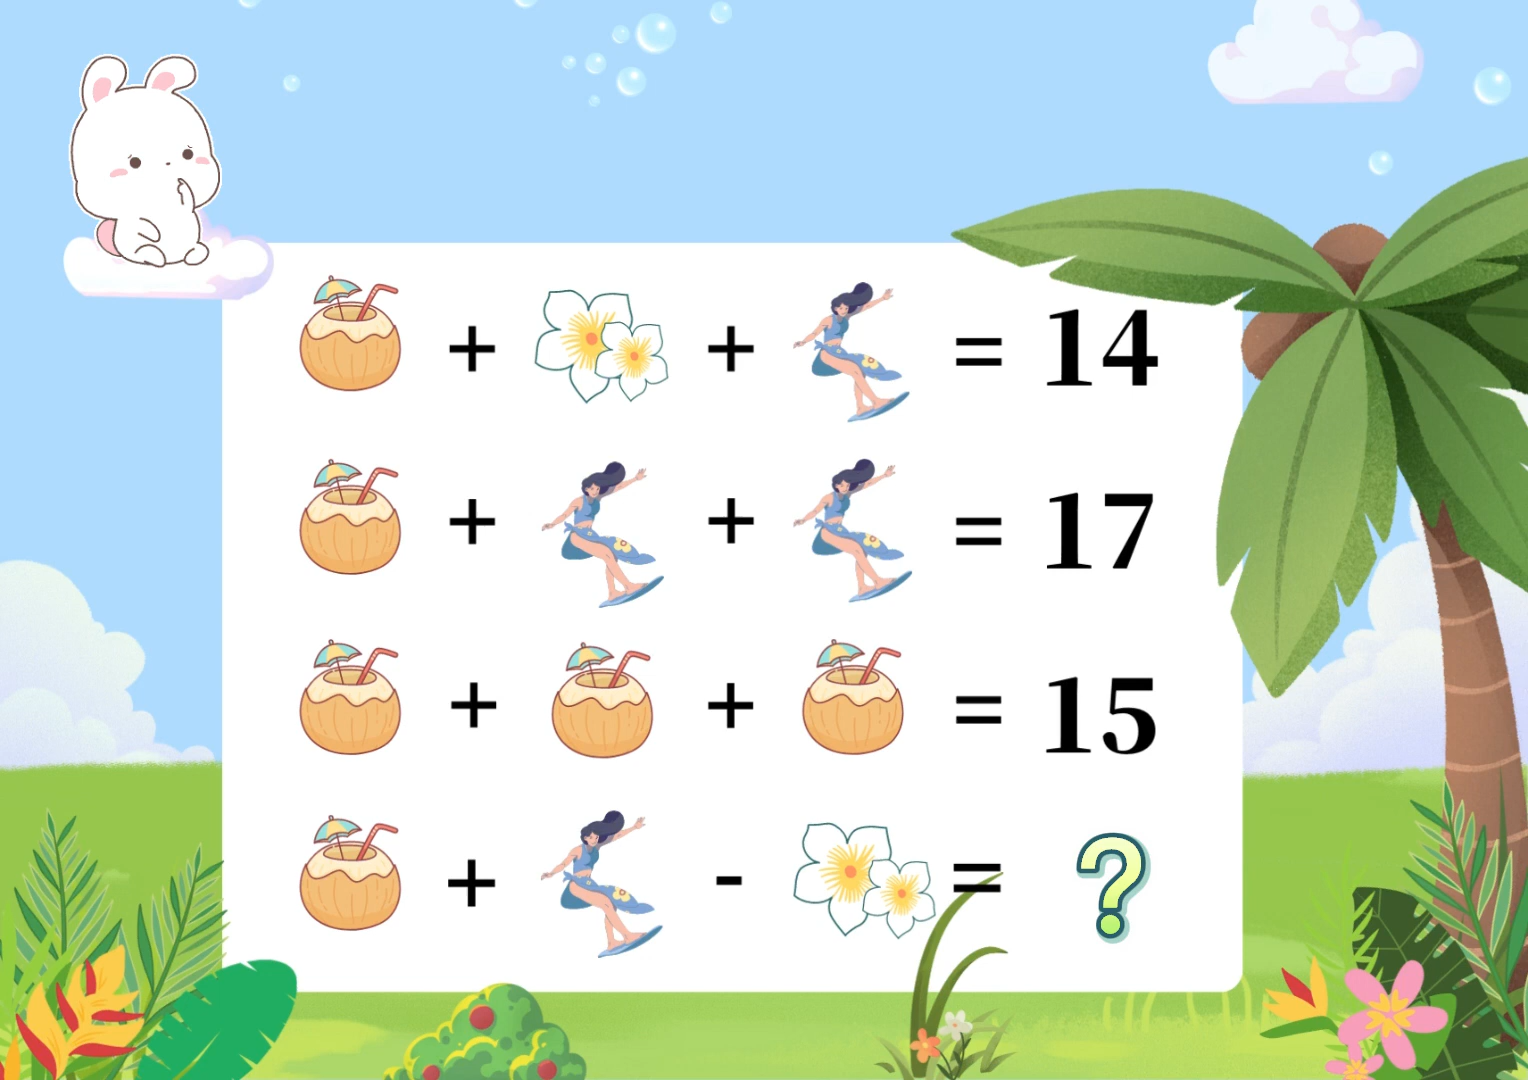 + + = 14
+ + = 17
+ + = 15
+ - = ?